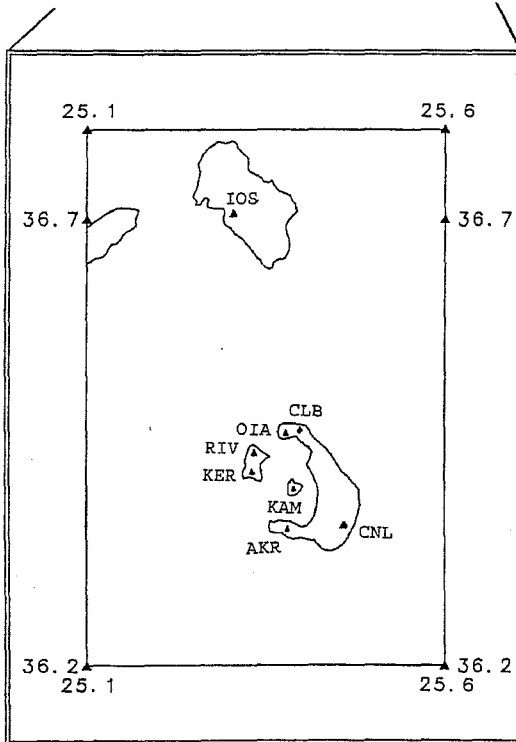 25.1 25.6
IOS
36.7 36.7
CLB
OIA
RIV
KER
KAM
CNL
AKR
36.2 36.2
25.1 25.6